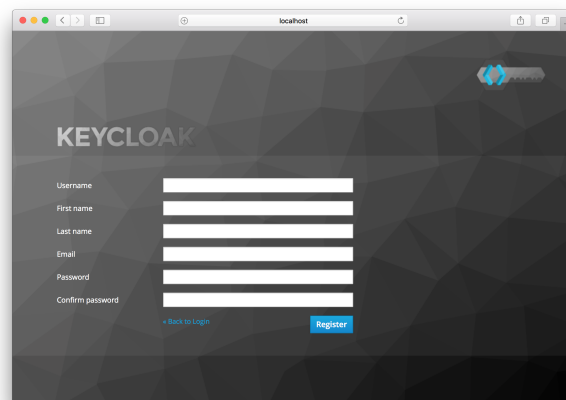 localhost
KEYCLOAK
Username
First name
Last name
Email
Password
Confirm password
« Back to Login
Register